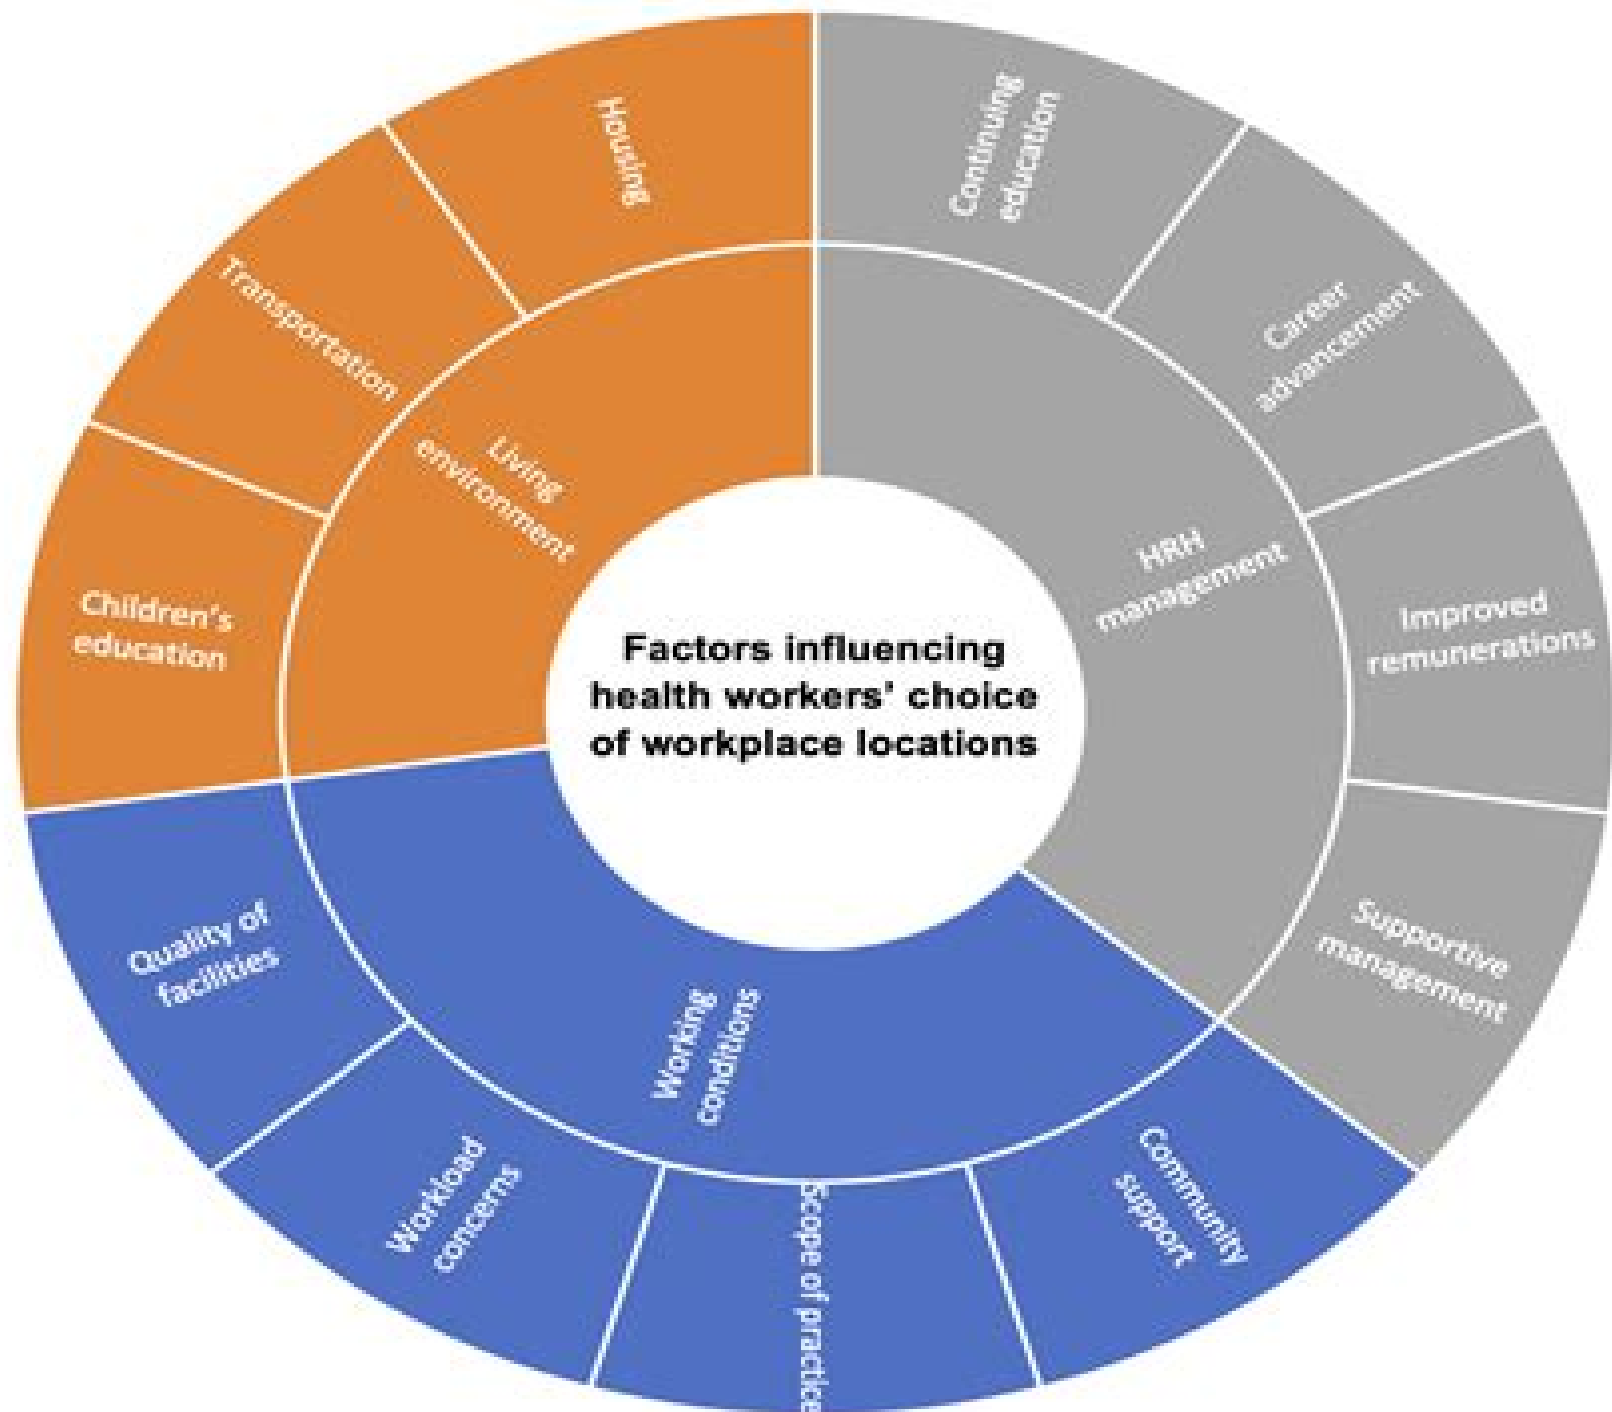 Factors influencing
health workers' choice
of workplace locations
HRH
management
Continuing
education
Career
advancement
Improved
remunerations
Supportive
management
Working
conditions
Community
support
Scope of practice
Workload
concerns
Quality of
facilities
Living
environment
Children's
education
Transportation
Housing